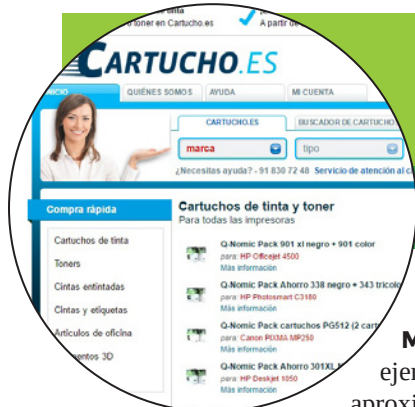 tinta
o toner en Cartucho.es
A partir de
CARTUCHO.ES
INICIO
QUIÉNES SOMOS
AYUDA
MI CUENTA
CARTUCHO.ES
BUSCADOR DE CARTUCHO
marca
tipo
¿Necesitas ayuda? - 91 830 72 48 Servicio de atención al
Compra rápida
Cartuchos de tinta
Toners
Cintas entintadas
Cintas y etiquetas
Artículos de oficina
3D
Cartuchos de tinta y toner
Para todas las impresoras
Q-Nomic Pack 901 xl negro + 901 color
para: HP Officejet 4500
Más información
Q-Nomic Pack Ahorro 338 negro + 343 tricolo
para: HP Photosmart C3180
Más información
Q-Nomic Pack cartuchos PG512 (2 cart
para: Canon PIXMA MP250
Más información
Q-Nomic Pack Ahorro 301XL
para: HP Deskjet 1050
Más información
M
ejer
aproxi